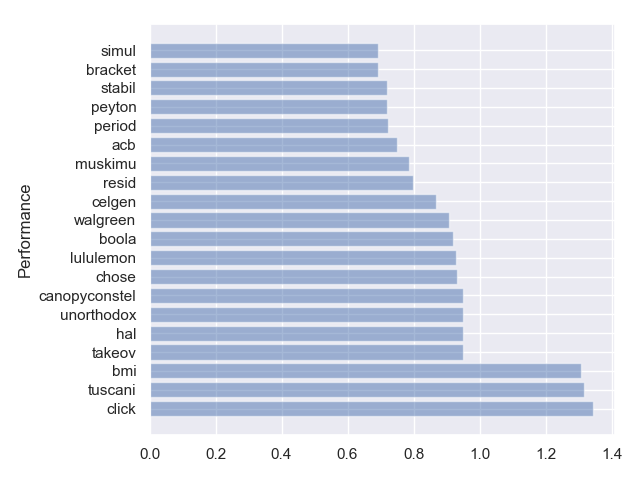 simul
bracket
stabil
peyton
period
acb
muskimu
resid
celgen
walgreen
boola
lululemon
chose
canopyconstel
unorthodox
hal
takeov
bmi
tuscani
click
Performance
0.0 0.2 0.4 0.6 0.8 1.0 1.2 1.4